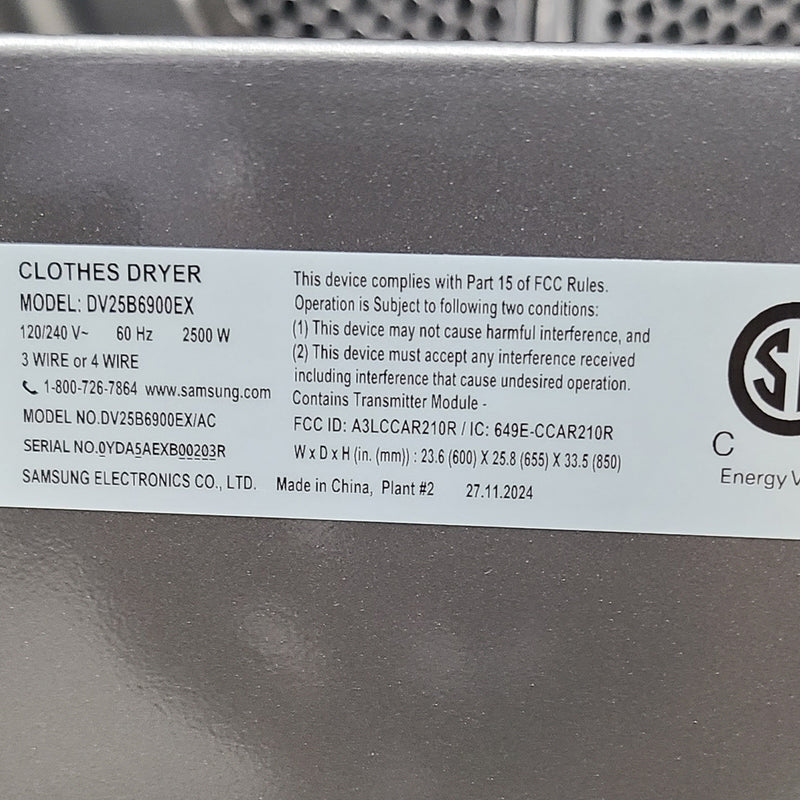 CLOTHES DRYER
MODEL: DV25B6900EX
120/240 V~ 60 Hz 2500 W
3 WIRE or 4 WIRE
1-800-726-7864 www.samsung.com
MODEL NO.DV25B6900EX/AC
SERIAL NO.0YDA5AEXB00203R
SAMSUNG ELECTRONICS CO., LTD. Made in China, Plant #2 27.11.2024
This device complies with Part 15 of FCC Rules.
Operation is Subject to following two conditions:
(1) This device may not cause harmful interference, and
(2) This device must accept any interference received
including interference that cause undesired operation.
Contains Transmitter Module -
FCC ID: A3LCCAR210R / IC: 649E-CCAR210R
W x D x H (in. (mm)) : 23.6 (600) X 25.8 (655) X 33.5 (850)
C
Energy